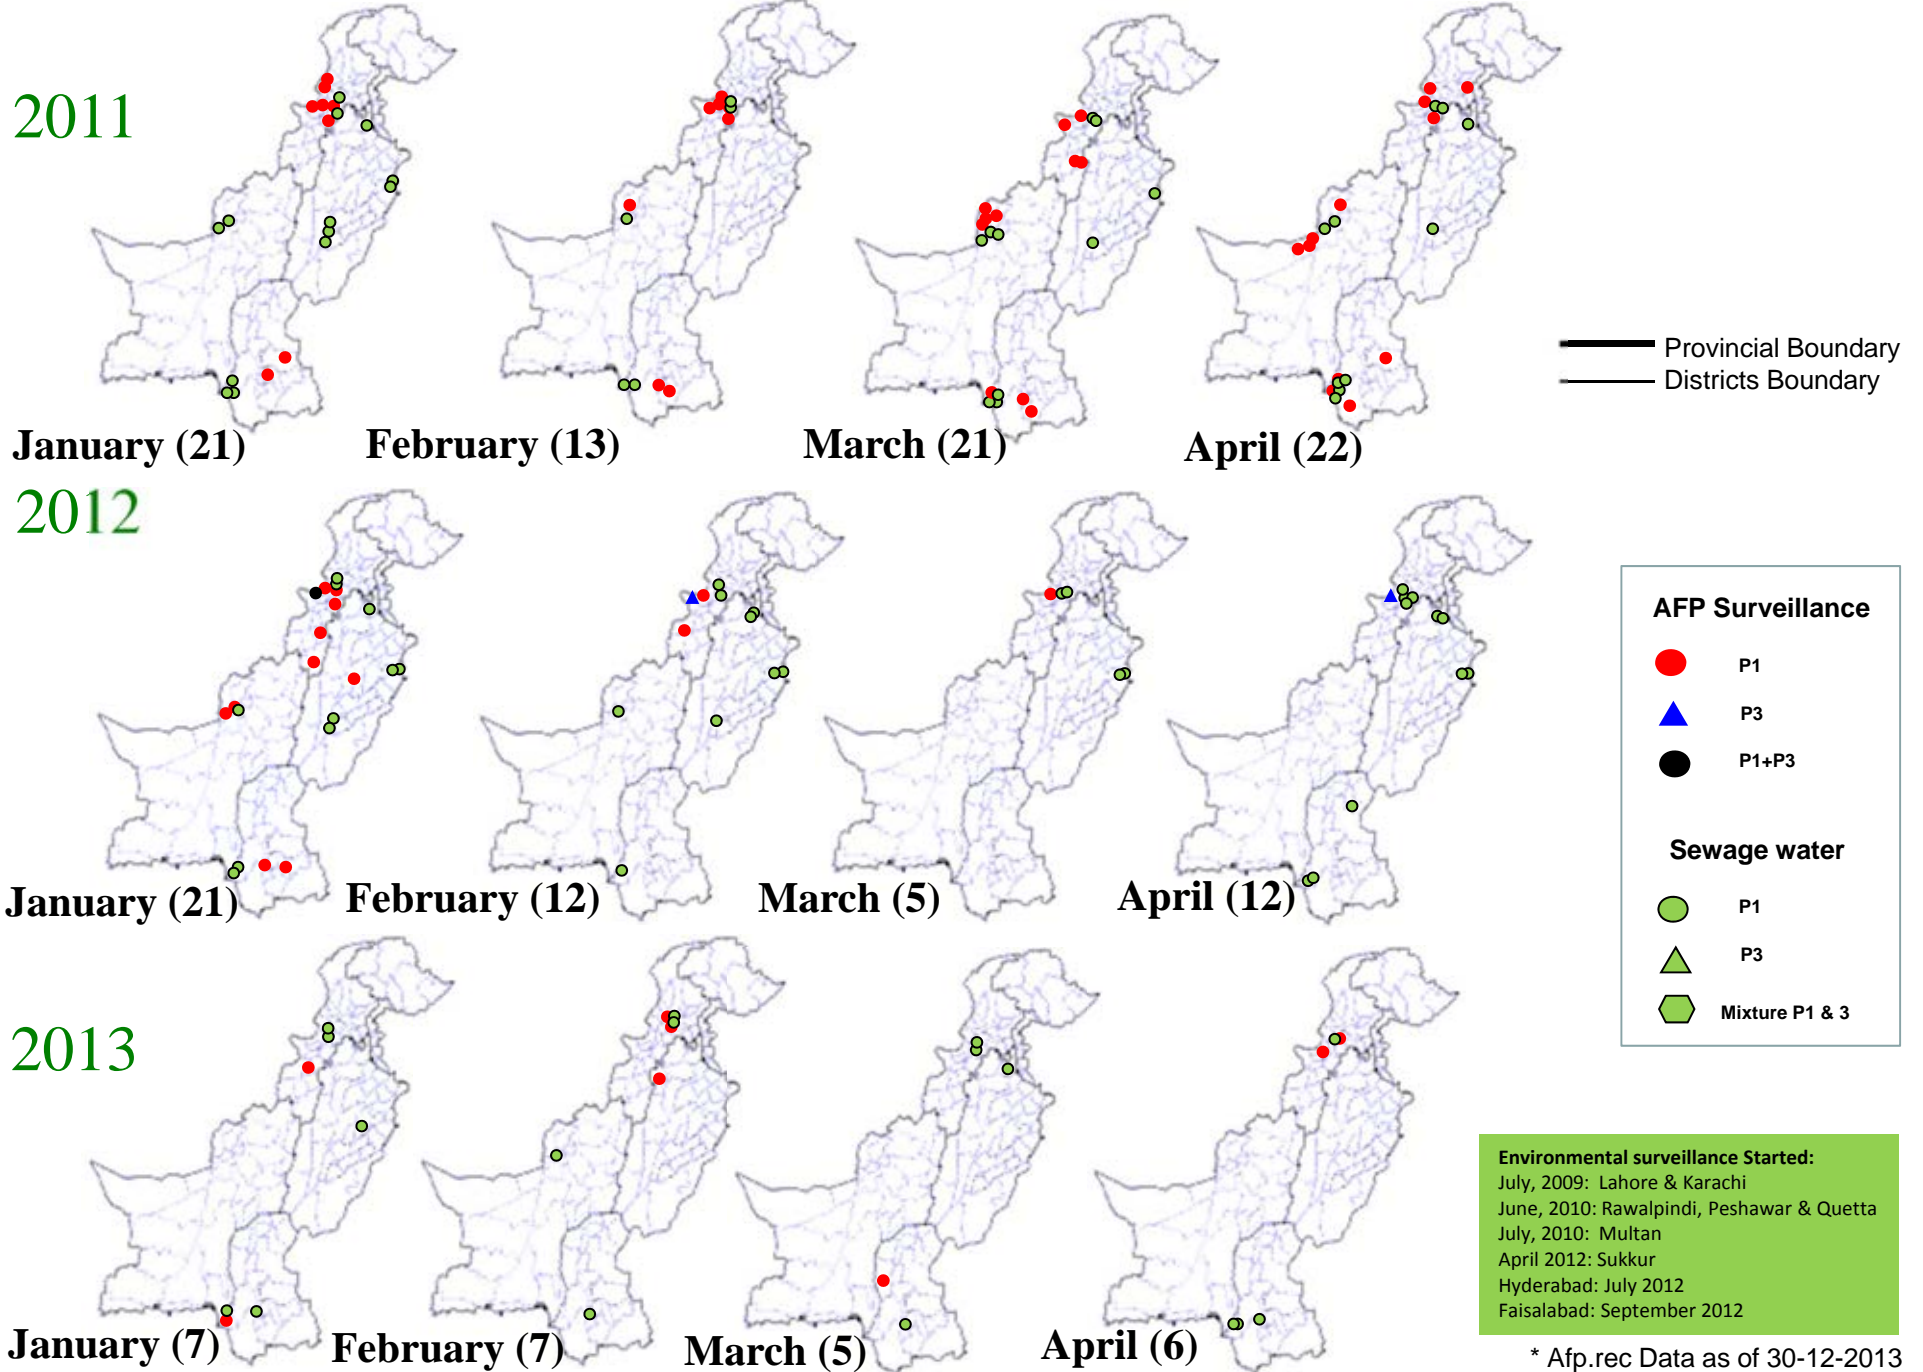 2011
January (21)
February (13)
March (21)
April (22)
Provincial Boundary
Districts Boundary
2012
January (21)
February (12)
March (5)
April (12)
AFP Surveillance
P1
P3
P1+P3
Sewage water
P1
P3
Mixture P1 & 3
2013
January (7)
February (7)
March (5)
April (6)
Environmental surveillance Started:
July, 2009: Lahore & Karachi
June, 2010: Rawalpindi, Peshawar & Quetta
July, 2010: Multan
April 2012: Sukkur
Hyderabad: July 2012
Faisalabad: September 2012
* Afp.rec Data as of 30-12-2013